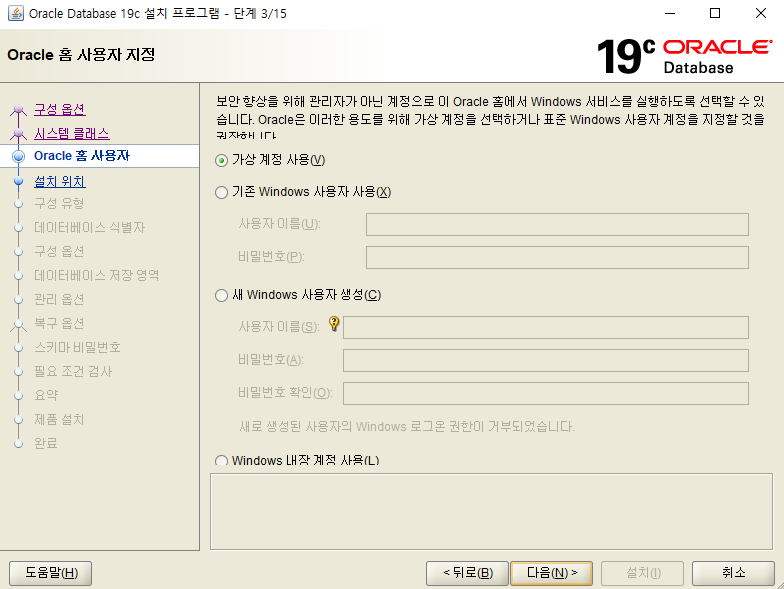 Oracle Database 19c 설치 프로그램 - 단계 3/15
Oracle 홈 사용자 지정
19c ORACLE
Database
구성 옵션
시스템 클래스
Oracle 홈 사용자
설치 위치
구성 유형
데이터베이스 식별자
구성 옵션
데이터베이스 저장 영역
관리 옵션
복구 옵션
스키마 비밀번호
필요 조건 검사
요약
제품 설치
완료
보안 향상을 위해 관리자가 아닌 계정으로 이 Oracle 홈에서 Windows 서비스를 실행하도록 선택할 수 있
습니다. Oracle은 이러한 용도를 위해 가상 계정을 선택하거나 표준 Windows 사용자 계정을 지정할 것을
권장합니다.
가상 계정 사용(V)
기존 Windows 사용자 사용(X)
사용자 이름(U):
비밀번호(P):
새 Windows 사용자 생성(C)
사용자 이름(S):
비밀번호(A):
비밀번호 확인(O):
새로 생성된 사용자의 Windows 로그온 권한이 거부되었습니다.
Windows 내장 계정 사용(L)
도움말(H)
< 뒤로(B)
다음(N) >
설치(I)
취소